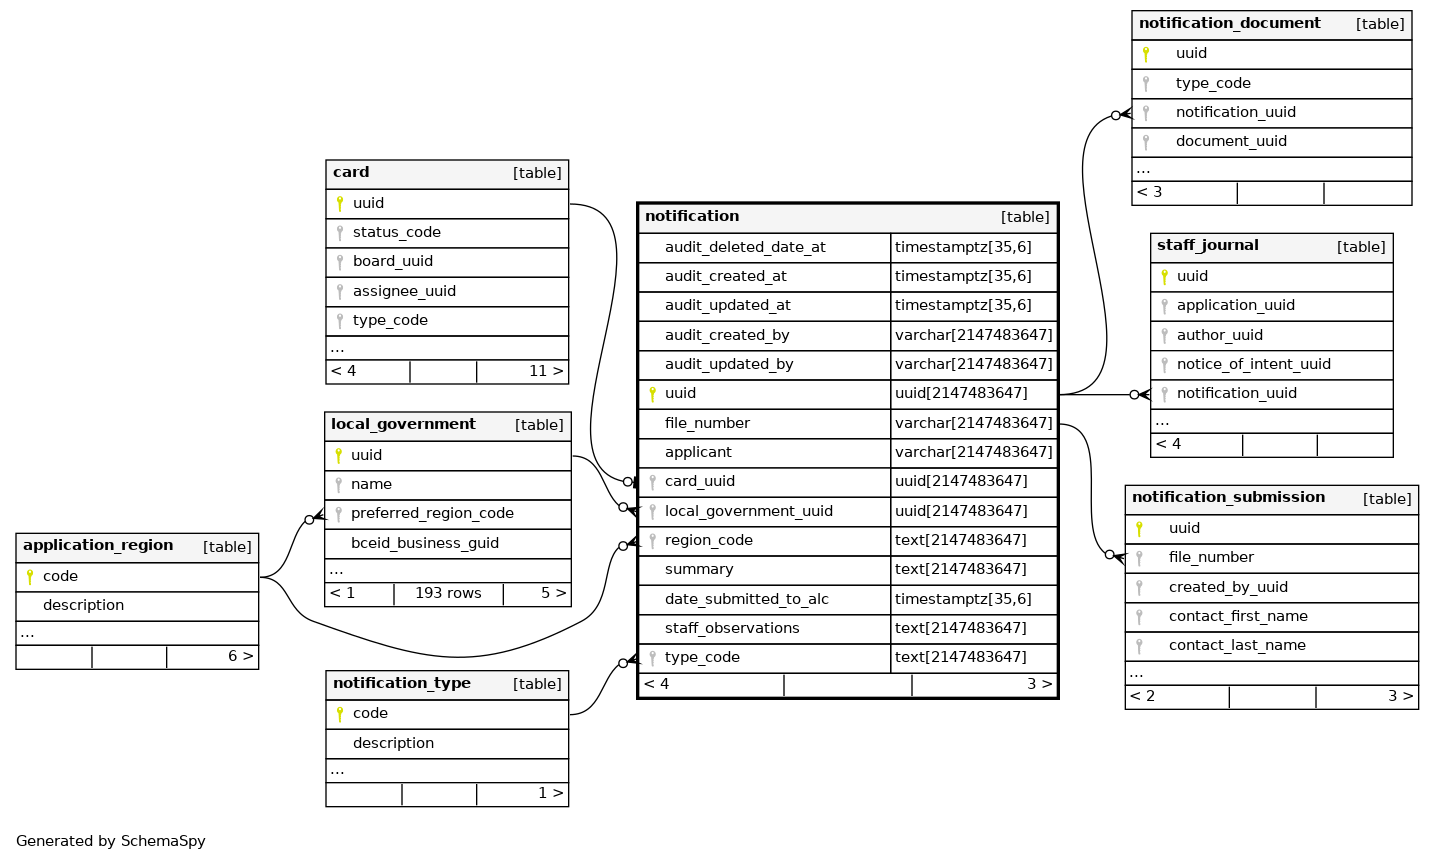 notification_document [table]
uuid
type_code
notification_uuid
document_uuid
...
< 3
card [table]
uuid
status_code
board_uuid
assignee_uuid
type_code
...
< 4 11 >
notification [table]
audit_deleted_date_at timestamptz[35,6]
audit_created_at timestamptz[35,6]
audit_updated_at timestamptz[35,6]
audit_created_by varchar[2147483647]
audit_updated_by varchar[2147483647]
uuid uuid[2147483647]
file_number varchar[2147483647]
applicant varchar[2147483647]
card_uuid uuid[2147483647]
local_government_uuid uuid[2147483647]
region_code text[2147483647]
summary text[2147483647]
date_submitted_to_alc timestamptz[35,6]
staff_observations text[2147483647]
type_code text[2147483647]
< 4 3 >
staff_journal [table]
uuid
application_uuid
author_uuid
notice_of_intent_uuid
notification_uuid
...
< 4
local_government [table]
uuid
name
preferred_region_code
bceid_business_guid
...
< 1 193 rows 5 >
notification_submission [table]
uuid
file_number
created_by_uuid
contact_first_name
contact_last_name
...
< 2 3 >
application_region [table]
code
description
...
6 >
notification_type [table]
code
description
...
1 >
Generated by SchemaSpy